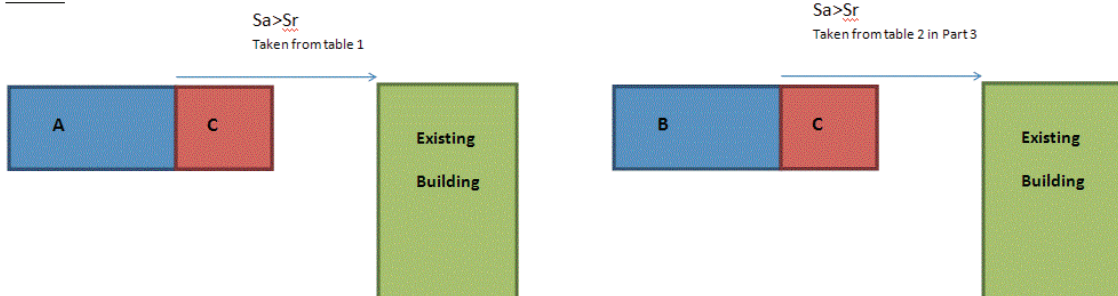 Sa>Sr
Taken from table 1
A
C
Existing
Building
Sa>Sr
Taken from table 2 in Part 3
B
C
Existing
Building